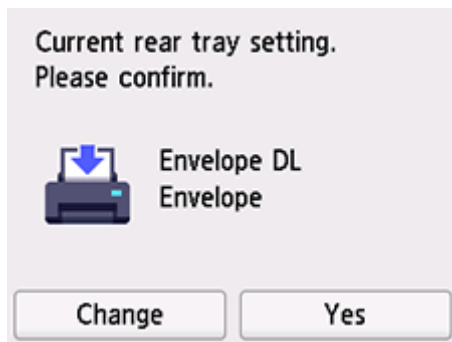 Current rear tray setting.
Please confirm.
Envelope DL
Envelope
Change
Yes